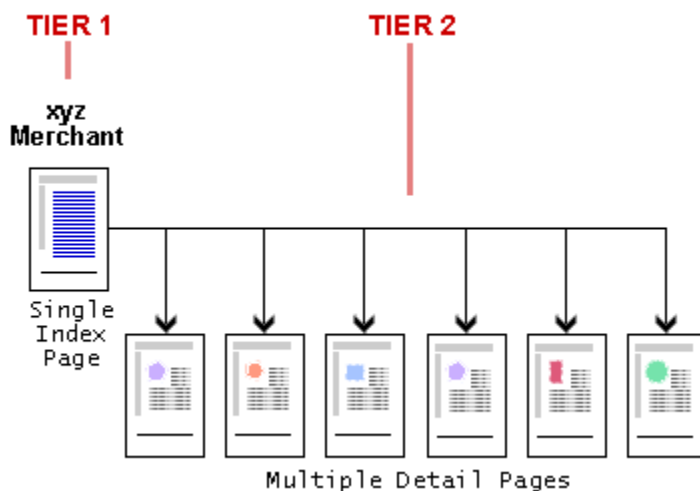 TIER 1
TIER 2
xyz
Merchant
Single
Index
Page
Multiple Detail Pages